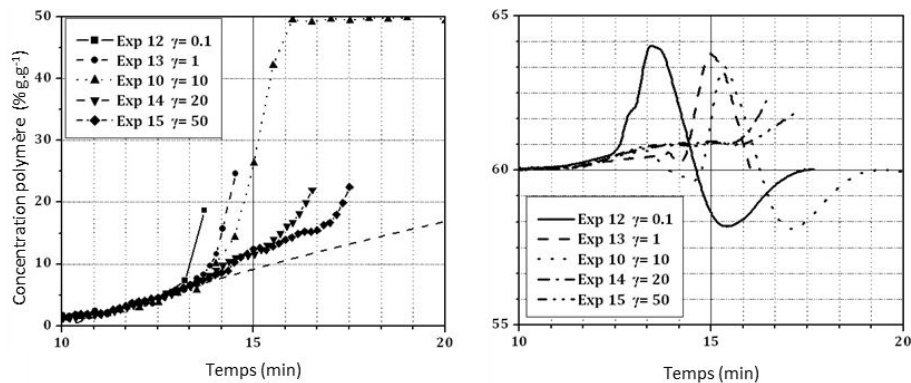 50
40
30
20
10
0
Concentration polymère (% g.g⁻¹)
Exp 12 γ= 0.1
Exp 13 γ= 1
Exp 10 γ= 10
Exp 14 γ= 20
Exp 15 γ= 50
10
15
20
Temps (min)
65
60
55
Exp 12 γ= 0.1
Exp 13 γ= 1
Exp 10 γ= 10
Exp 14 γ= 20
Exp 15 γ= 50
10
15
20
Temps (min)